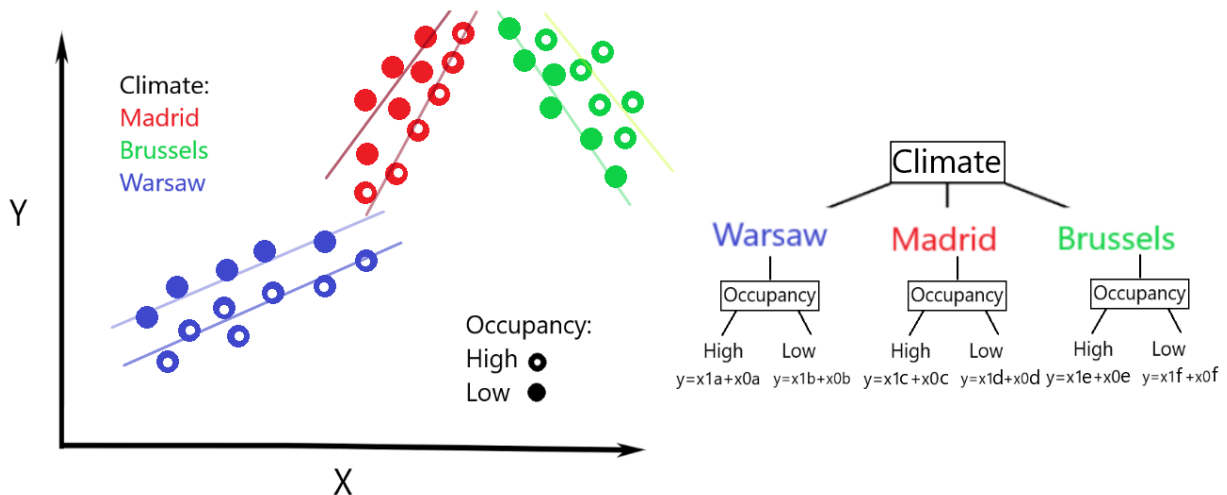 Climate:
Madrid
Brussels
Warsaw
Y
Occupancy:
High
Low
X
Climate
Warsaw Madrid Brussels
Occupancy Occupancy Occupancy
High Low High Low High Low
y=x1a+x0a y=x1b+x0b y=x1c+x0c y=x1d+x0d y=x1e+x0e y=x1f+x0f